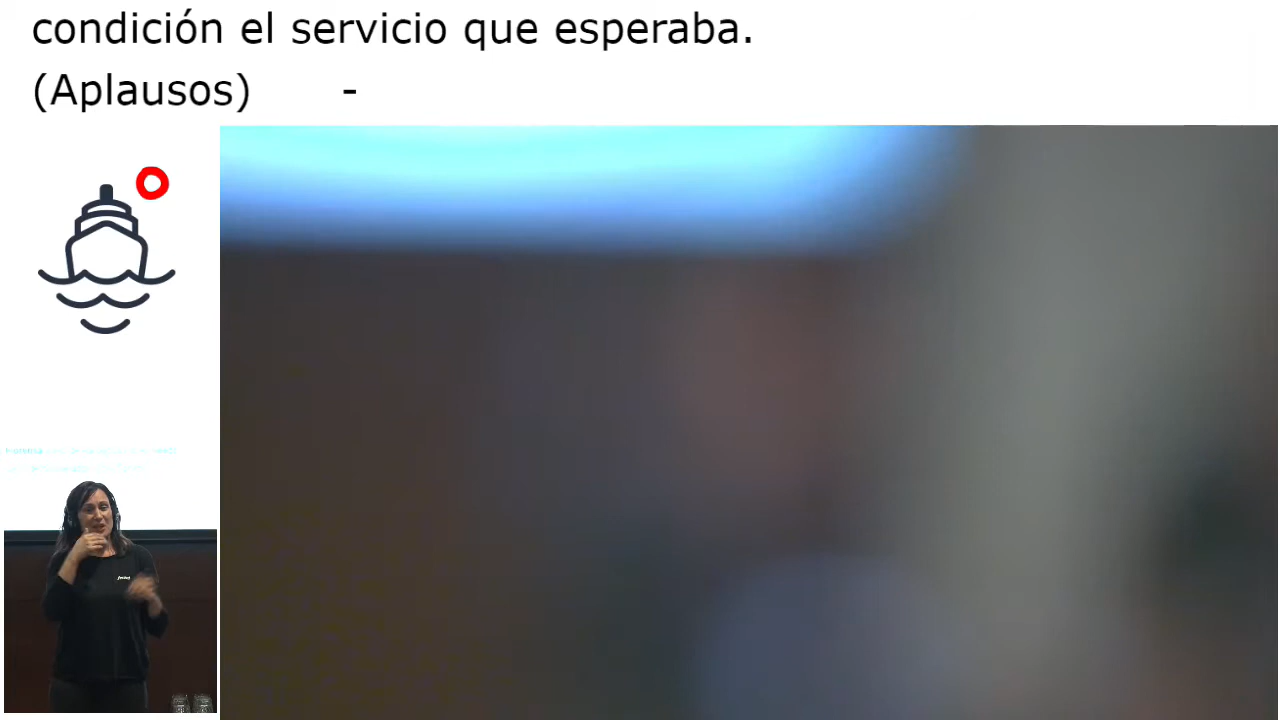 condición el servicio que esperaba.
(Aplausos) -